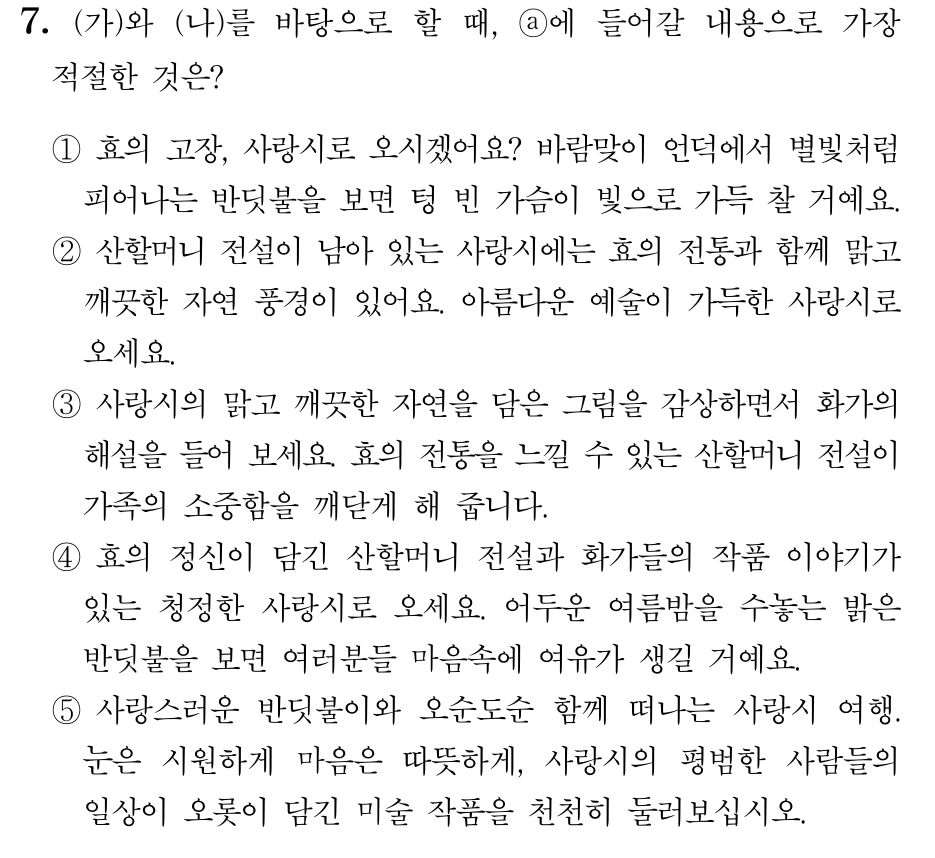 7. (가)와 (나)를 바탕으로 할 때, ⓐ에 들어갈 내용으로 가장
적절한 것은?
① 효의 고장, 사랑시로 오시겠어요? 바람맞이 언덕에서 별빛처럼
피어나는 반딧불을 보면 텅 빈 가슴이 빛으로 가득 찰 거예요.
② 산할머니 전설이 남아 있는 사랑시에는 효의 전통과 함께 맑고
깨끗한 자연 풍경이 있어요. 아름다운 예술이 가득한 사랑시로
오세요.
③ 사랑시의 맑고 깨끗한 자연을 담은 그림을 감상하면서 화가의
해설을 들어 보세요. 효의 전통을 느낄 수 있는 산할머니 전설이
가족의 소중함을 깨닫게 해 줍니다.
④ 효의 정신이 담긴 산할머니 전설과 화가들의 작품 이야기가
있는 청정한 사랑시로 오세요. 어두운 여름밤을 수놓는 밝은
반딧불을 보면 여러분들 마음속에 여유가 생길 거예요.
⑤ 사랑스러운 반딧불이와 오순도순 함께 떠나는 사랑시 여행.
눈은 시원하게 마음은 따뜻하게, 사랑시의 평범한 사람들의
일상이 오롯이 담긴 미술 작품을 천천히 둘러보십시오.